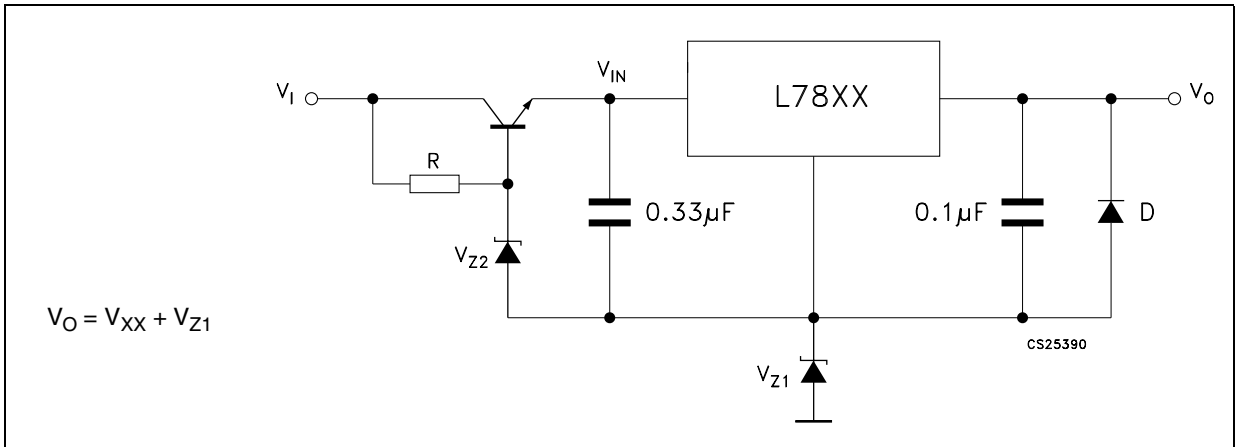 V_IN
V_I
L78XX
V_O
R
0.33µF
0.1µF
D
V_Z2
V_O = V_XX + V_Z1
CS25390
V_Z1